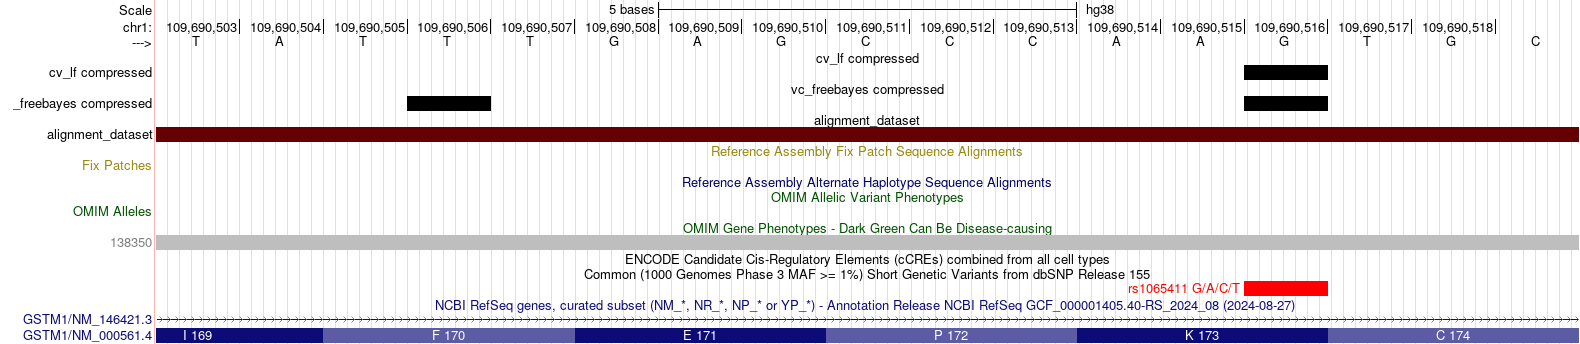 Scale 5 bases hg38
chr1: 109,690,503 109,690,504 109,690,505 109,690,506 109,690,507 109,690,508 109,690,509 109,690,510 109,690,511 109,690,512 109,690,513 109,690,514 109,690,515 109,690,516 109,690,517 109,690,518
---> T A T T T G A G C C C A A G T G C
cv_lf compressed
cv_lf compressed
vc_freebayes compressed
_freebayes compressed
alignment_dataset
alignment_dataset
Reference Assembly Fix Patch Sequence Alignments
Fix Patches
Reference Assembly Alternate Haplotype Sequence Alignments
OMIM Allelic Variant Phenotypes
OMIM Alleles
OMIM Gene Phenotypes - Dark Green Can Be Disease-causing
138350
ENCODE Candidate Cis-Regulatory Elements (cCREs) combined from all cell types
Common (1000 Genomes Phase 3 MAF >= 1%) Short Genetic Variants from dbSNP Release 155
rs1065411 G/A/C/T
NCBI RefSeq genes, curated subset (NM_*, NR_*, NP_* or YP_*) - Annotation Release NCBI RefSeq GCF_000001405.40-RS_2024_08 (2024-08-27)
GSTM1/NM_146421.3
GSTM1/NM_000561.4 I 169 F 170 E 171 P 172 K 173 C 174